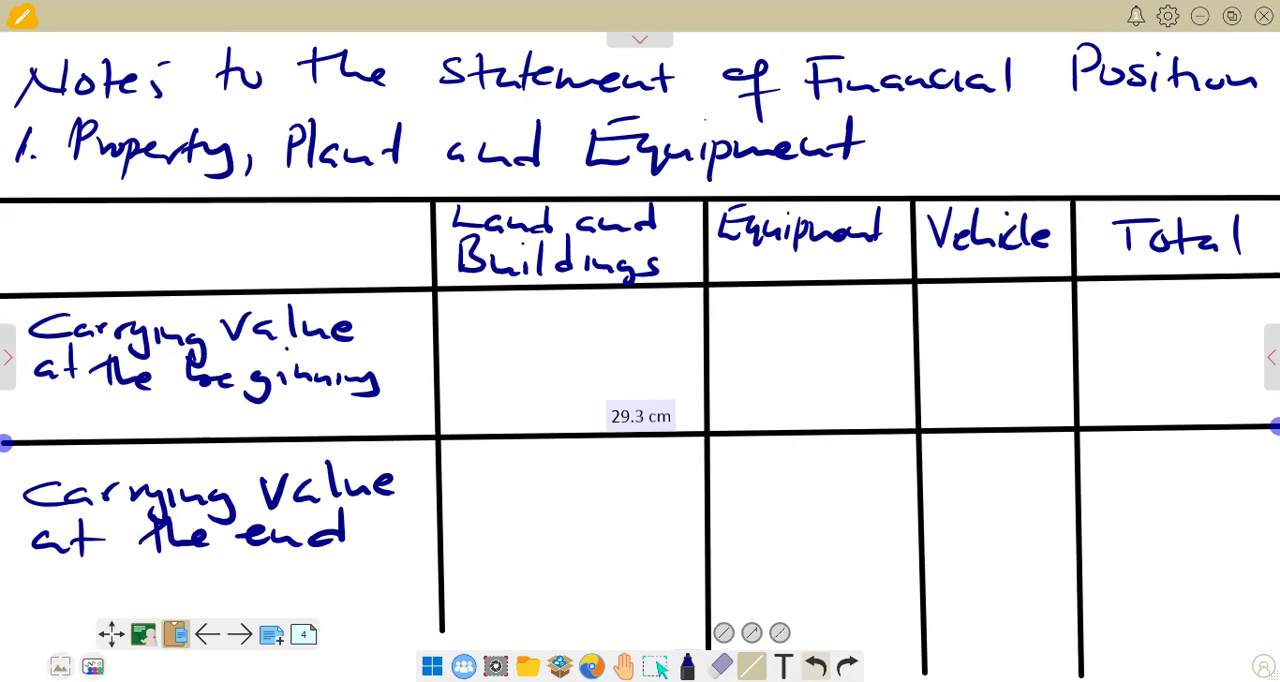 Notes to the Statement of Financial Position
1. Property, Plant and Equipment
Land and
Buildings
Equipment
Vehicle
Total
Carrying Value
at the beginning
29.3 cm
Carrying Value
at the end
4